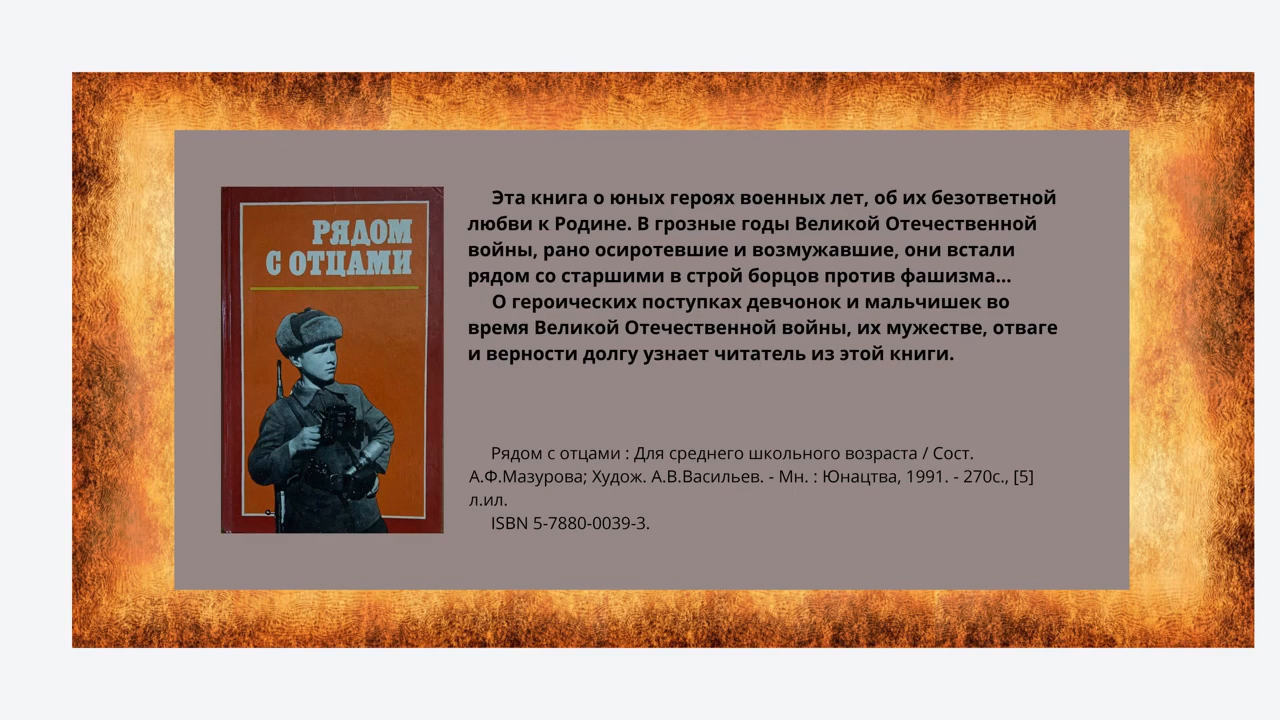 РЯДОМ
С ОТЦАМИ
Эта книга о юных героях военных лет, об их безответной
любви к Родине. В грозные годы Великой Отечественной
войны, рано осиротевшие и возмужавшие, они встали
рядом со старшими в строй борцов против фашизма...
О героических поступках девчонок и мальчишек во
время Великой Отечественной войны, их мужестве, отваге
и верности долгу узнает читатель из этой книги.
Рядом с отцами : Для среднего школьного возраста / Сост.
А.Ф.Мазурова; Худож. А.В.Васильев. - Мн. : Юнацтва, 1991. - 270с., [5]
л.ил.
ISBN 5-7880-0039-3.